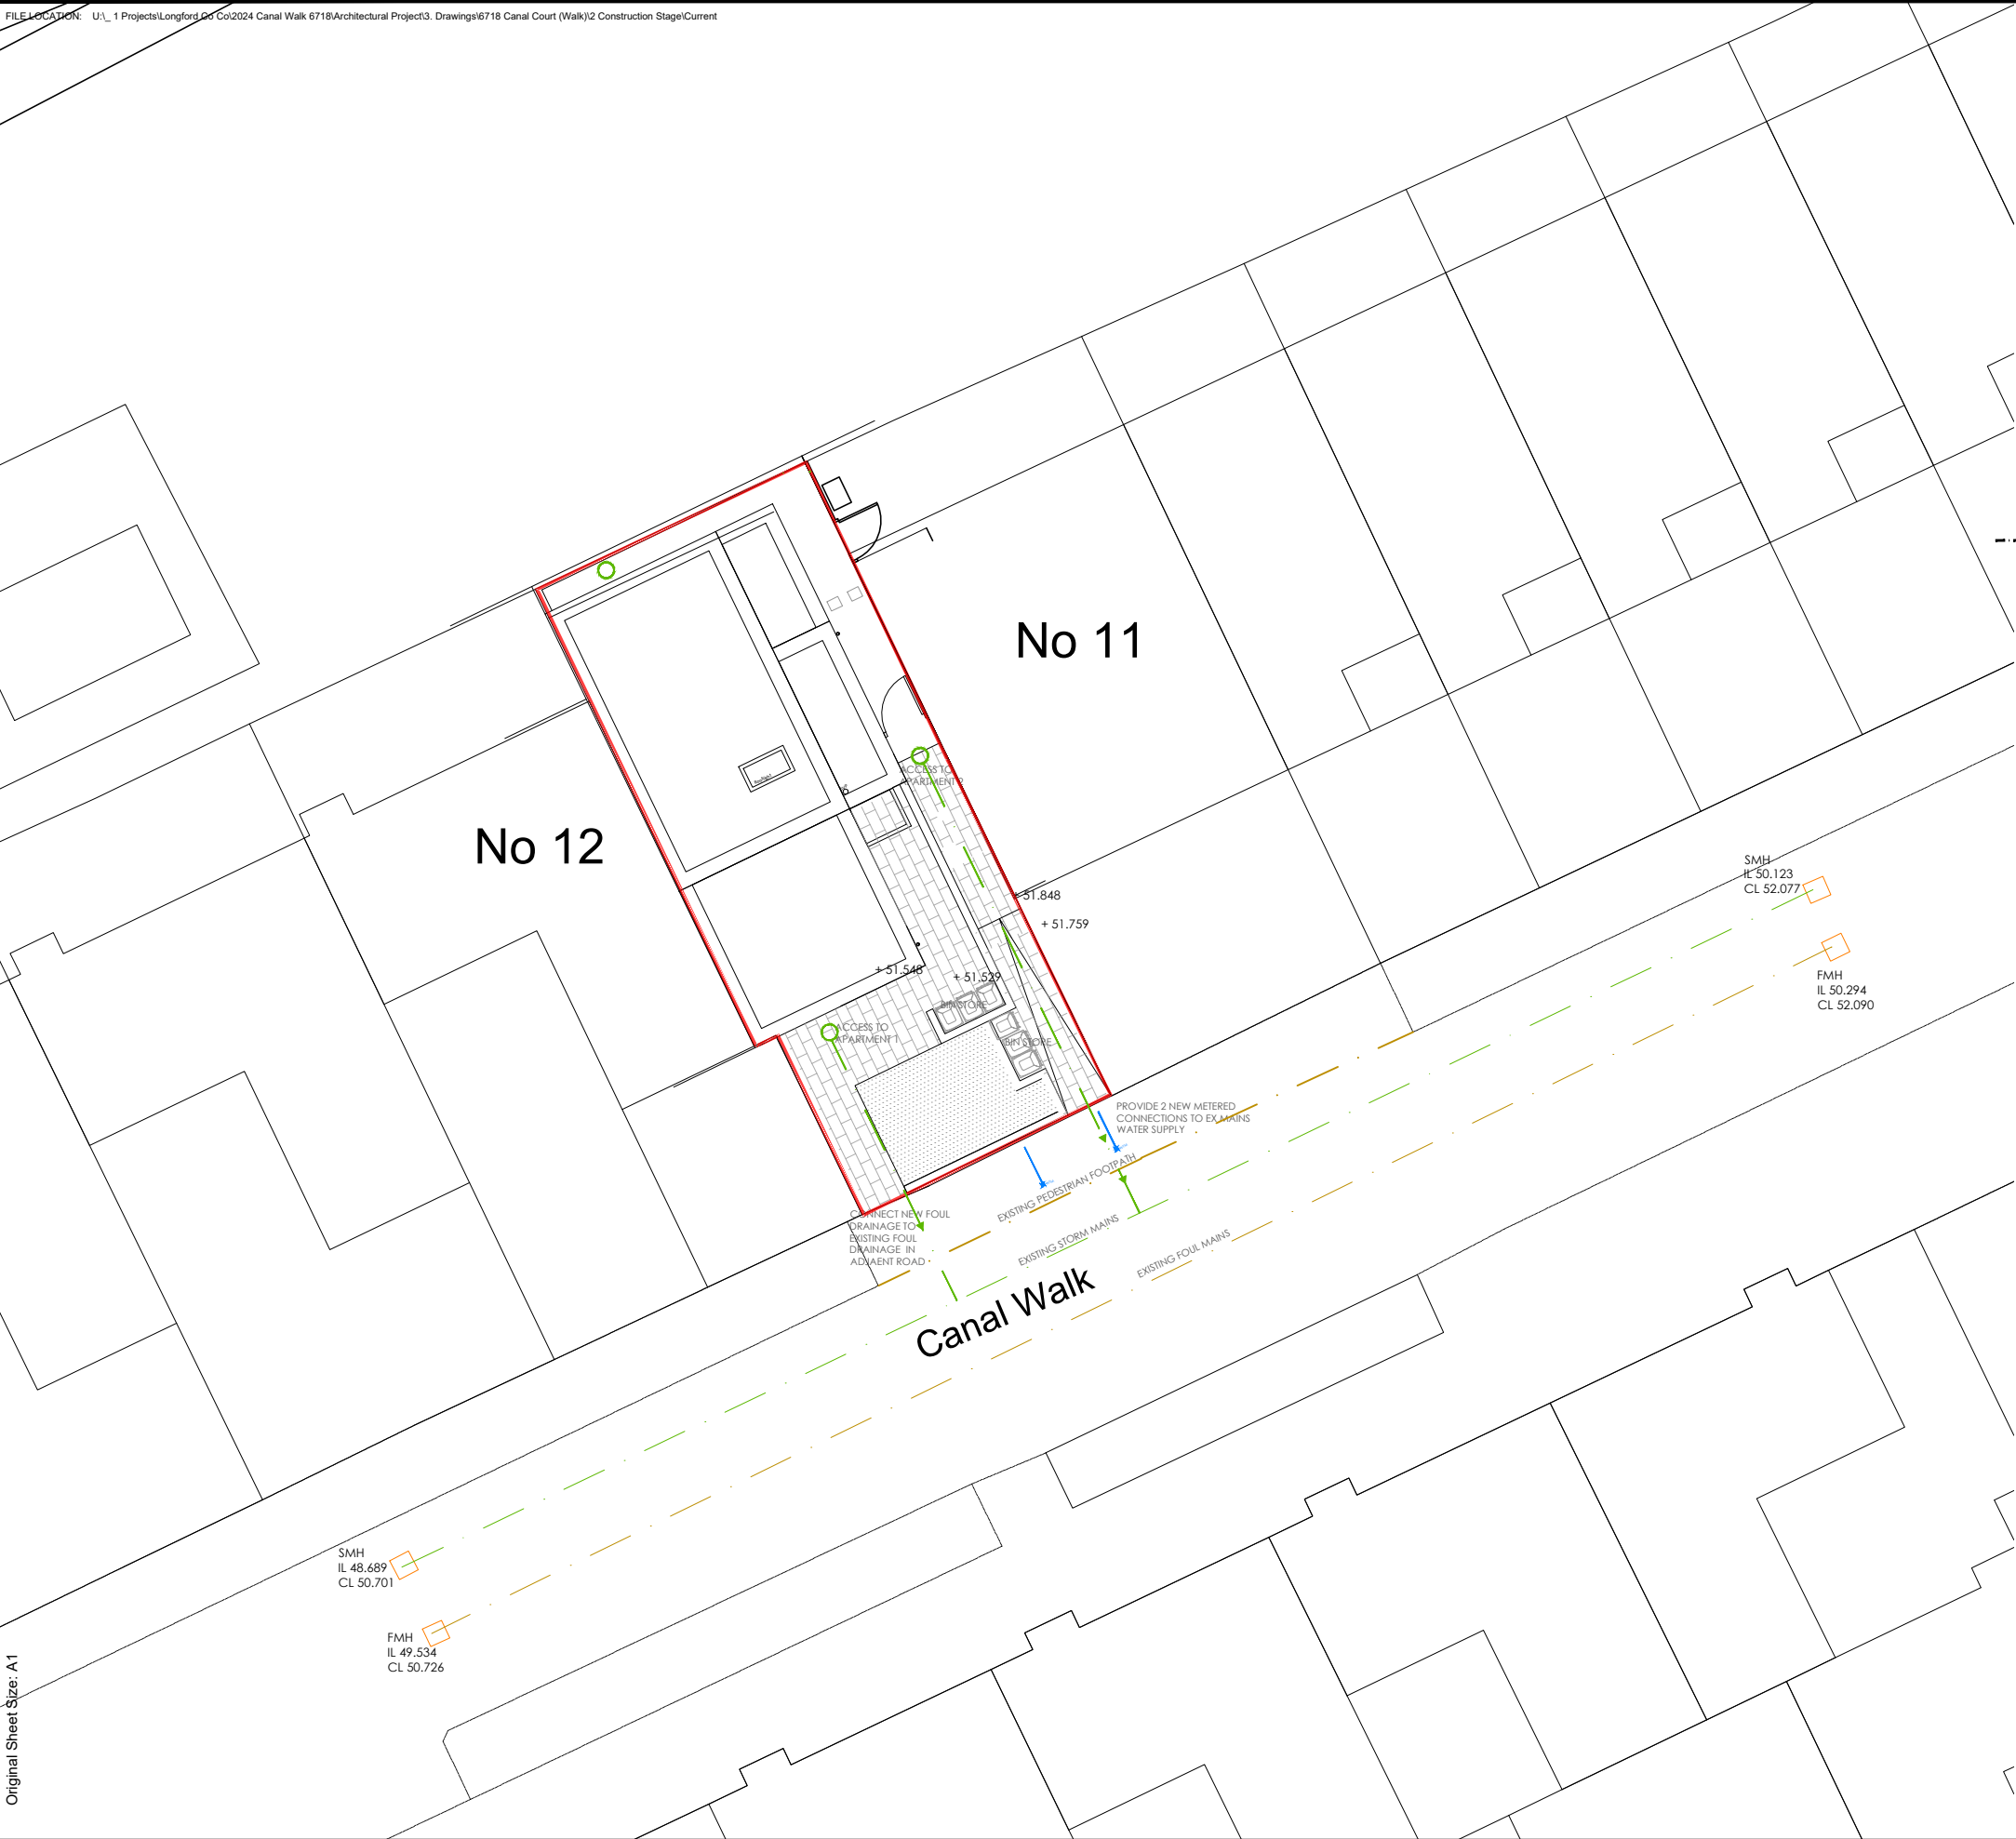 FILE LOCATION: U:\_ 1 Projects\Longford Co Co\2024 Canal Walk 6718\Architectural Project\3. Drawings\6718 Canal Court (Walk)\2 Construction Stage\Current
No 11
No 12
ACCESS TO
APARTMENT 2
SMH
IL 50.123
CL 52.077
+ 51.848
+ 51.759
FMH
IL 50.294
CL 52.090
+ 51.548
+ 51.529
BIN STORE
ACCESS TO
APARTMENT 1
BIN STORE
PROVIDE 2 NEW METERED
CONNECTIONS TO EX MAINS
WATER SUPPLY
EXISTING PEDESTRIAN FOOTPATH
CONNECT NEW FOUL
DRAINAGE TO
EXISTING FOUL
DRAINAGE IN
ADJAENT ROAD
EXISTING STORM MAINS
EXISTING FOUL MAINS
Canal Walk
SMH
IL 48.689
CL 50.701
FMH
IL 49.534
CL 50.726
Original Sheet Size: A1